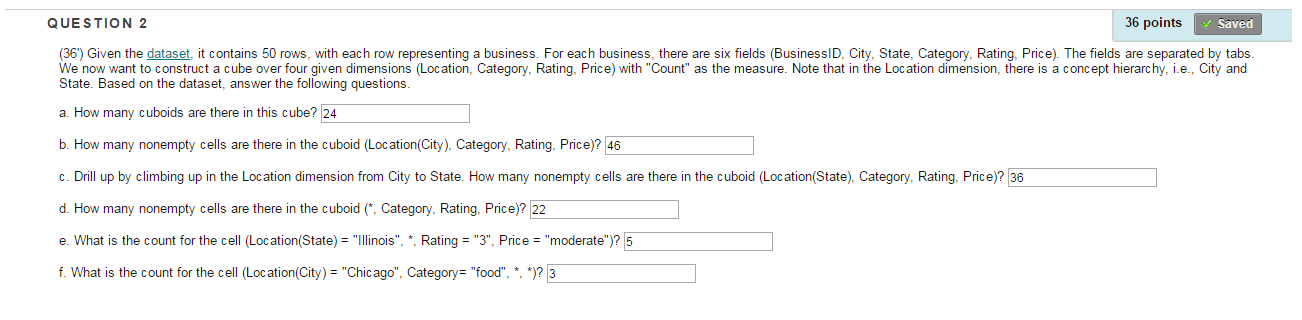 QUESTION 2
36 points
Saved
(36') Given the dataset, it contains 50 rows, with each row representing a business. For each business, there are six fields (BusinessID, City, State, Category, Rating, Price). The fields are separated by tabs.
We now want to construct a cube over four given dimensions (Location, Category, Rating, Price) with "Count" as the measure. Note that in the Location dimension, there is a concept hierarchy, i.e., City and
State. Based on the dataset, answer the following questions.
a. How many cuboids are there in this cube? 24
b. How many nonempty cells are there in the cuboid (Location(City), Category, Rating, Price)? 46
c. Drill up by climbing up in the Location dimension from City to State. How many nonempty cells are there in the cuboid (Location(State), Category, Rating, Price)? 36
d. How many nonempty cells are there in the cuboid (*, Category, Rating, Price)? 22
e. What is the count for the cell (Location(State) = "Illinois", *, Rating = "3", Price = "moderate")? 5
f. What is the count for the cell (Location(City) = "Chicago", Category= "food", *, *)? 3